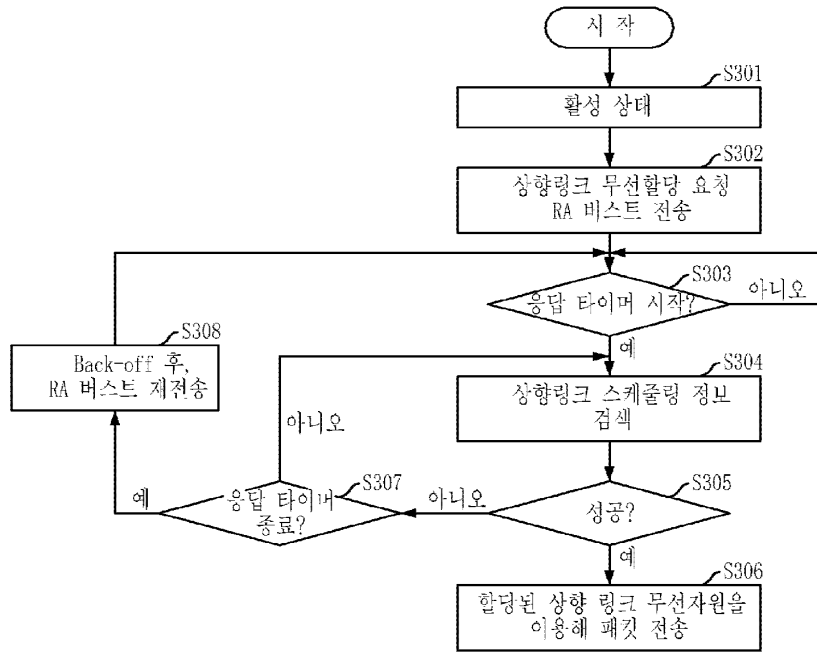 시 작
S301
활성 상태
S302
상향링크 무선할당 요청
RA 버스트 전송
S303
응답 타이머 시작?
아니오
예
S308
Back-off 후,
RA 버스트 재전송
S304
상향링크 스케줄링 정보
검색
아니오
S307
응답 타이머
종료?
예
아니오
S305
성공?
예
S306
할당된 상향 링크 무선자원을
이용해 패킷 전송